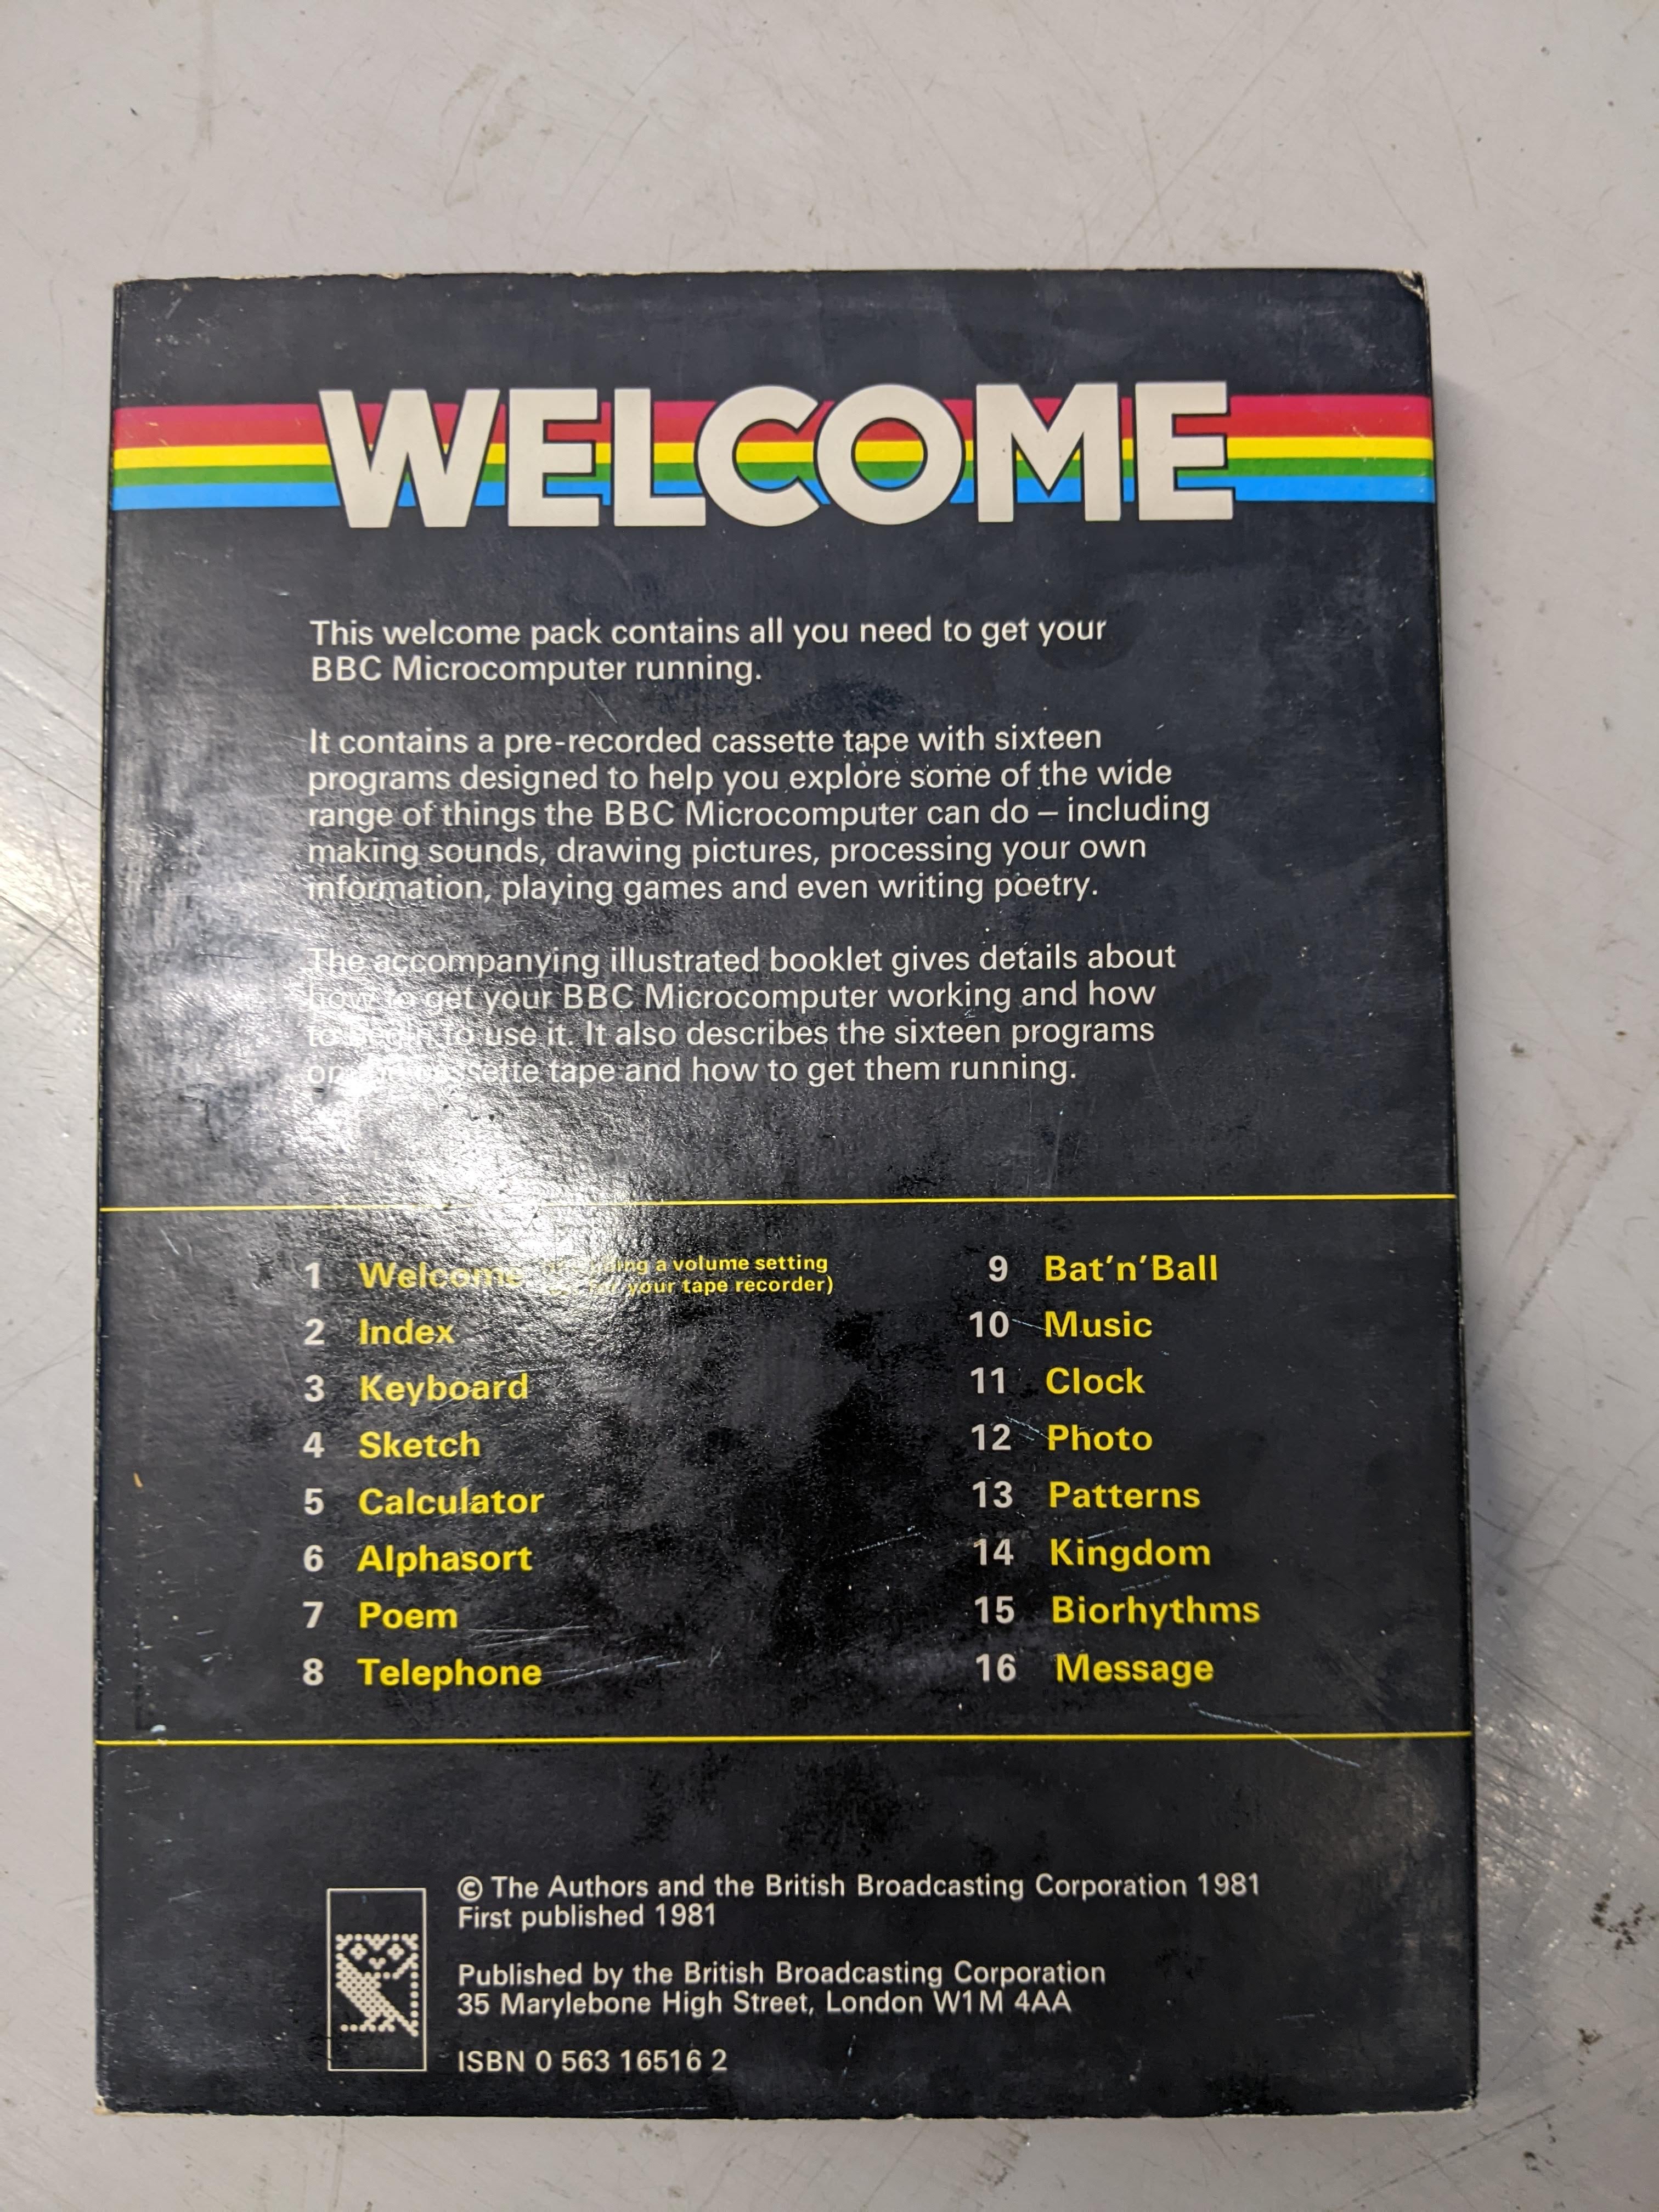 WELCOME
This welcome pack contains all you need to get your
BBC Microcomputer running.
It contains a pre-recorded cassette tape with sixteen
programs designed to help you explore some of the wide
range of things the BBC Microcomputer can do – including
making sounds, drawing pictures, processing your own
information, playing games and even writing poetry.
The accompanying illustrated booklet gives details about
how to get your BBC Microcomputer working and how
to begin to use it. It also describes the sixteen programs
on the cassette tape and how to get them running.
1 Welcome (including a volume setting
for your tape recorder)
2 Index
3 Keyboard
4 Sketch
5 Calculator
6 Alphasort
7 Poem
8 Telephone
9 Bat'n'Ball
10 Music
11 Clock
12 Photo
13 Patterns
14 Kingdom
15 Biorhythms
16 Message
© The Authors and the British Broadcasting Corporation 1981
First published 1981
Published by the British Broadcasting Corporation
35 Marylebone High Street, London W1M 4AA
ISBN 0 563 16516 2